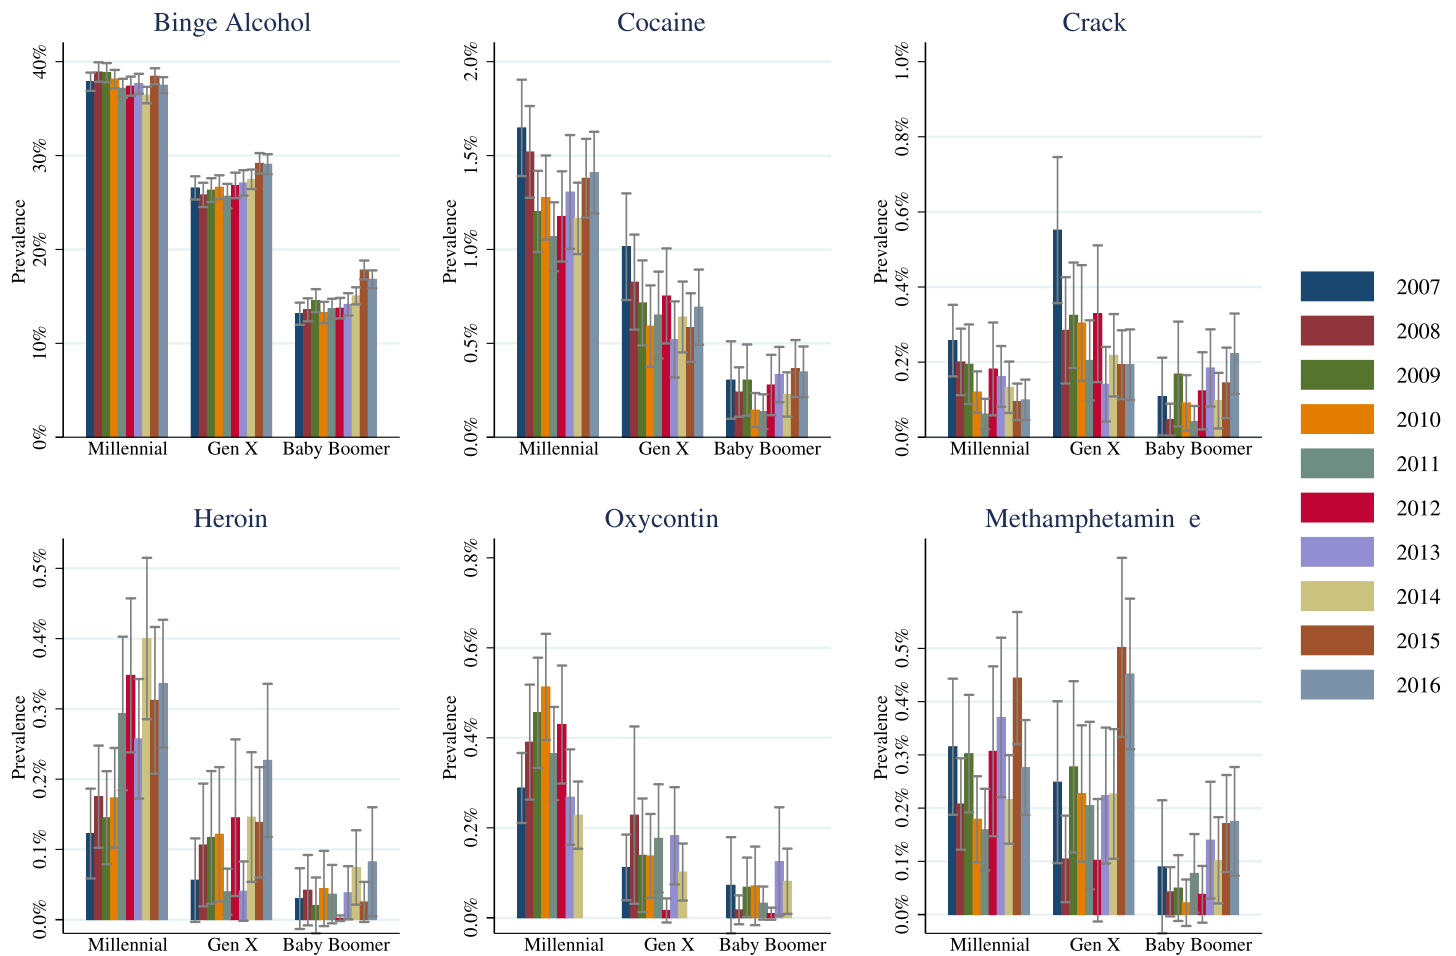 Binge Alcohol
Prevalence
40%
30%
20%
10%
0%
Millennial Gen X Baby Boomer
Cocaine
Prevalence
2.0%
1.5%
1.0%
0.5%
0.0%
Millennial Gen X Baby Boomer
Crack
Prevalence
1.0%
0.8%
0.6%
0.4%
0.2%
0.0%
Millennial Gen X Baby Boomer
Heroin
Prevalence
0.5%
0.4%
0.3%
0.2%
0.1%
0.0%
Millennial Gen X Baby Boomer
Oxycontin
Prevalence
0.8%
0.6%
0.4%
0.2%
0.0%
Millennial Gen X Baby Boomer
Methamphetamin e
Prevalence
0.5%
0.4%
0.3%
0.2%
0.1%
0.0%
Millennial Gen X Baby Boomer
2007
2008
2009
2010
2011
2012
2013
2014
2015
2016